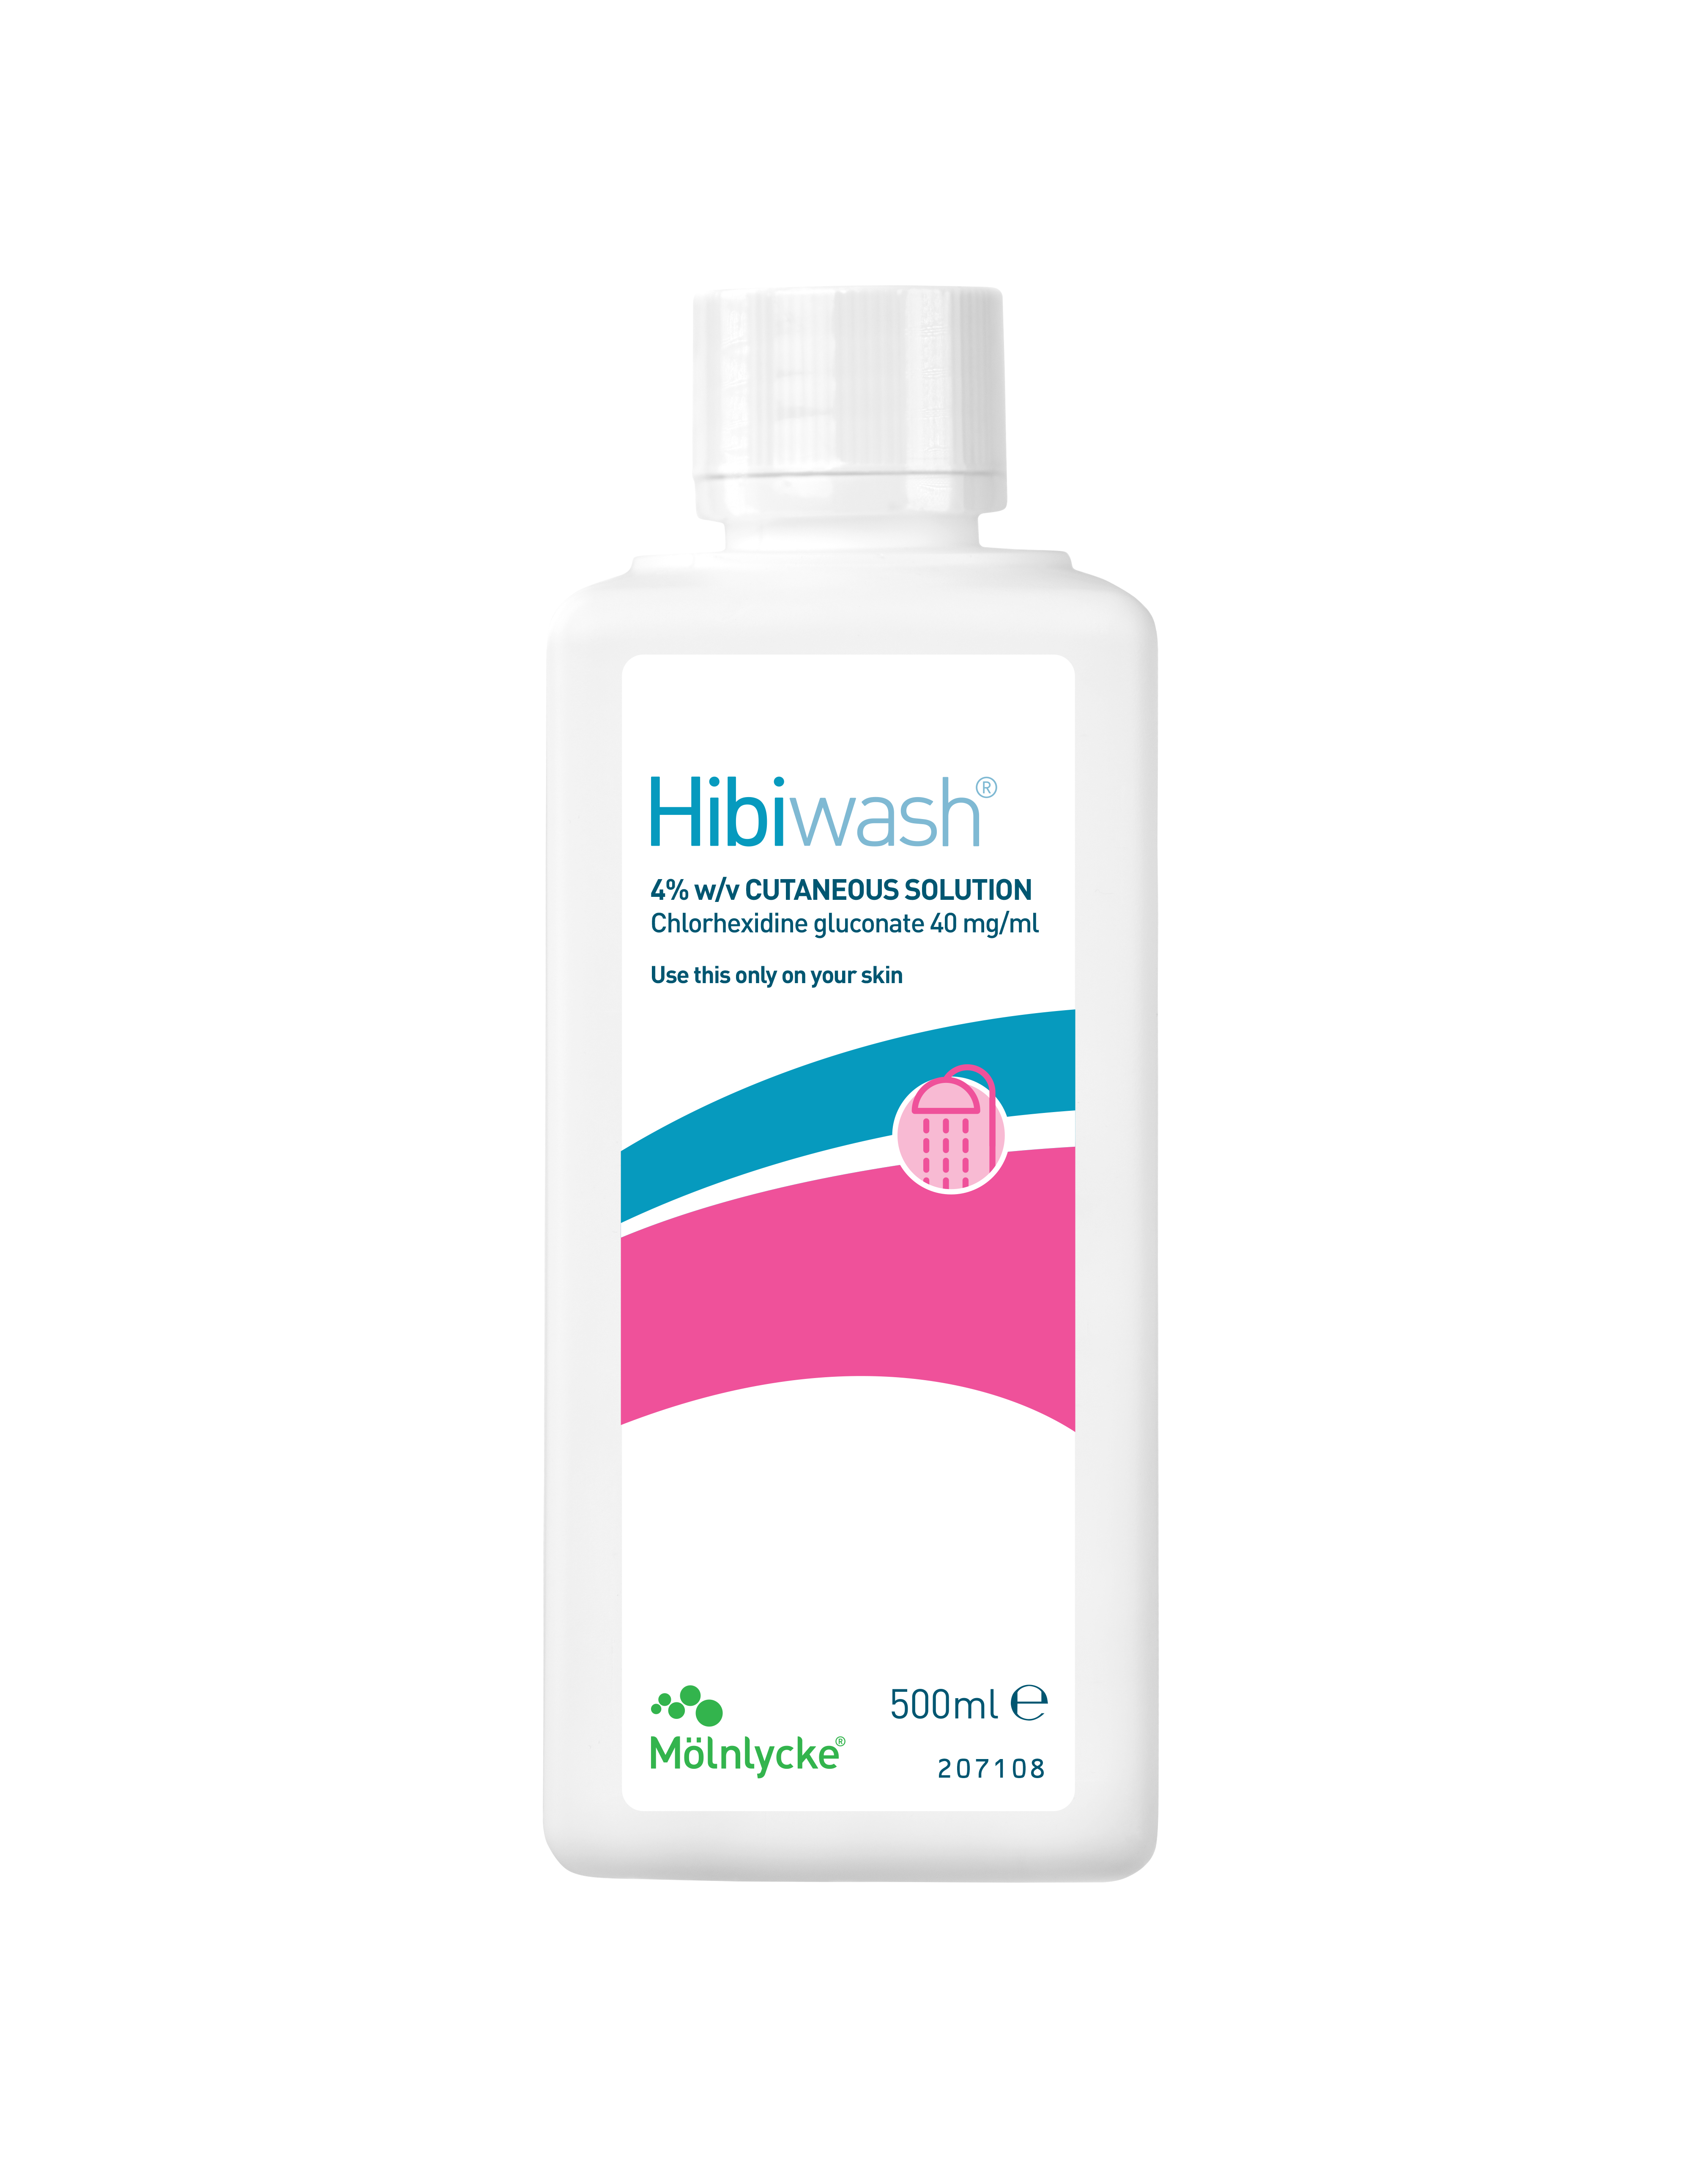 Hibiwash®
4% w/v CUTANEOUS SOLUTION
Chlorhexidine gluconate 40 mg/ml
Use this only on your skin
500ml ℮
Mölnlycke®
207108